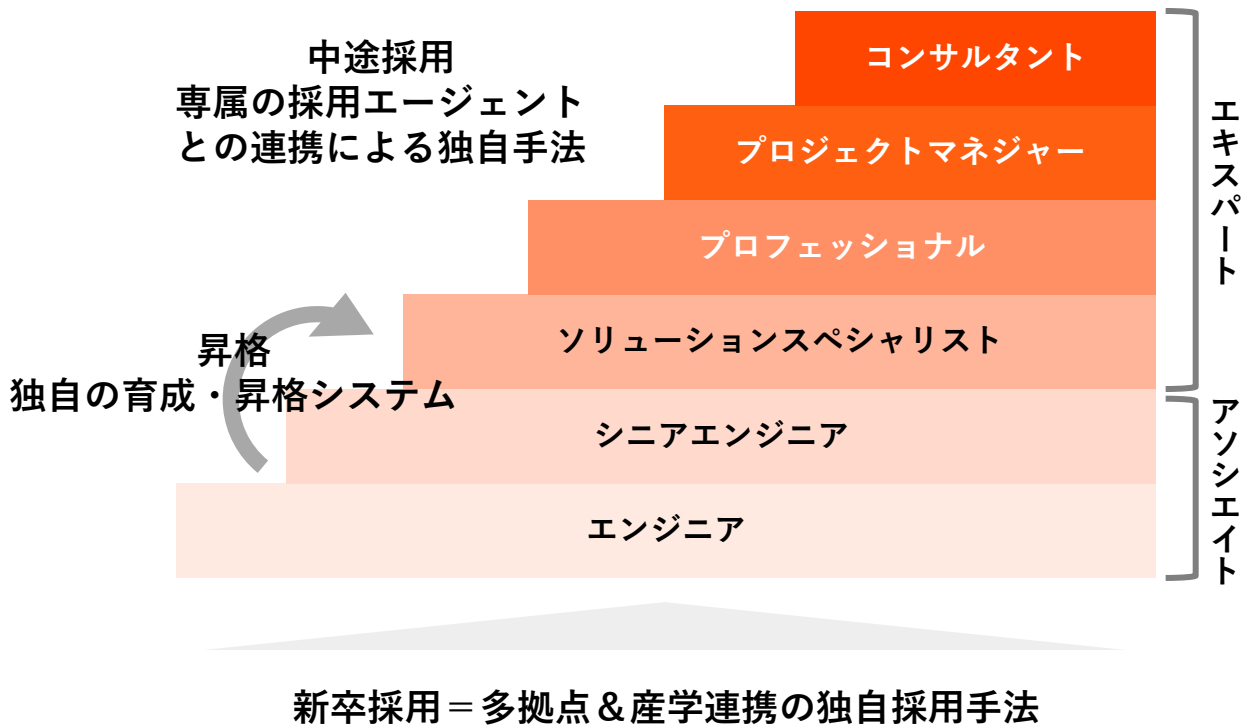 中途採用
専属の採用エージェント
との連携による独自手法
コンサルタント
プロジェクトマネジャー
プロフェッショナル
ソリューションスペシャリスト
シニアエンジニア
エンジニア
エキスパート
アソシエイト
昇格
独自の育成・昇格システム
新卒採用＝多拠点＆産学連携の独自採用手法